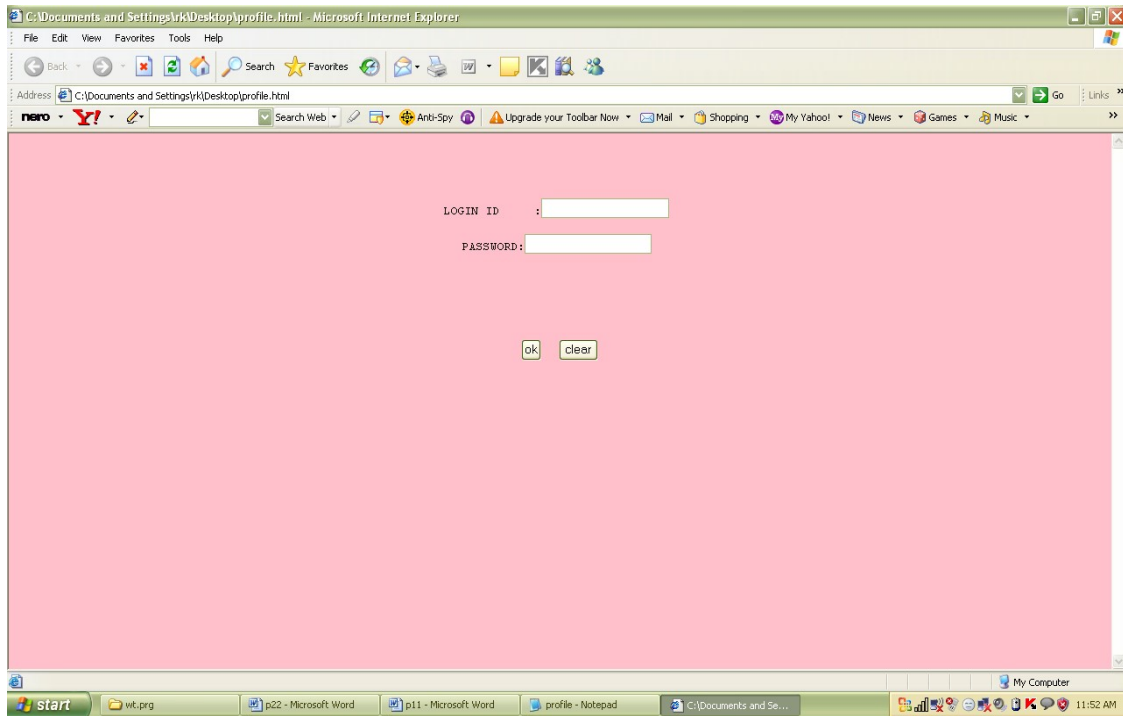 C:\Documents and Settings\rk\Desktop\profile.html - Microsoft Internet Explorer
File Edit View Favorites Tools Help
Back Search Favorites
Address C:\Documents and Settings\rk\Desktop\profile.html Go Links »
nero Y! Search Web Anti-Spy Upgrade your Toolbar Now Mail Shopping My My Yahoo! News Games Music »
LOGIN ID :
PASSWORD:
ok clear
My Computer
start wt.prg p22 - Microsoft Word p11 - Microsoft Word profile - Notepad C:\Documents and Se... 11:52 AM